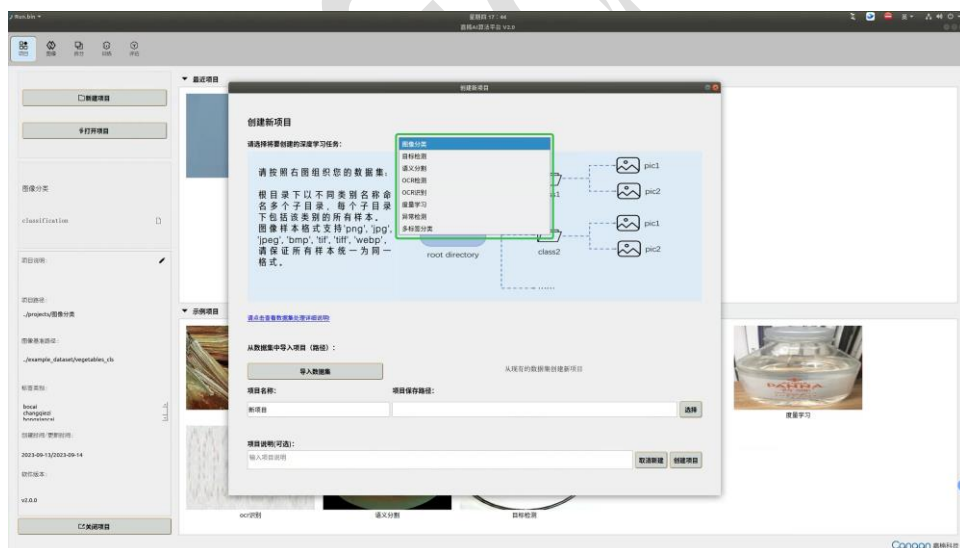 Run.bin
星期四 17：44
嘉楠AI算法平台 V2.0
项目
图像
拆分
训练
评估
新建项目
打开项目
图像分类
classification
项目说明:
项目路径:
../projects/图像分类
图像基准路径:
../example_dataset/vegetables_cls
标签类别:
bocai
changqiezi
hongxiancai
创建时间/更新时间:
2023-09-13/2023-09-14
软件版本:
v2.0.0
关闭项目
最近项目
示例项目
创建新项目
创建新项目
请选择将要创建的深度学习任务:
图像分类
目标检测
语义分割
OCR检测
OCR识别
度量学习
异常检测
多标签分类
请按照右图组织您的数据集:
根目录下以不同类别名称命
名多个子目录，每个子目录
下包括该类别的所有样本。
图像样本格式支持'png', 'jpg',
'jpeg', 'bmp', 'tif', 'tiff', 'webp',
请保证所有样本统一为同一
格式。
root directory
class2
pic1
pic2
pic1
pic2
请点击查看数据集处理详细说明
从数据集中导入项目（路径）:
导入数据集
从现有的数据集创建新项目
项目名称:
项目保存路径:
新项目
选择
项目说明(可选):
输入项目说明
取消新建
创建项目
PANDA
度量学习
ocr识别
语义分割
目标检测
Canaan 嘉楠科技